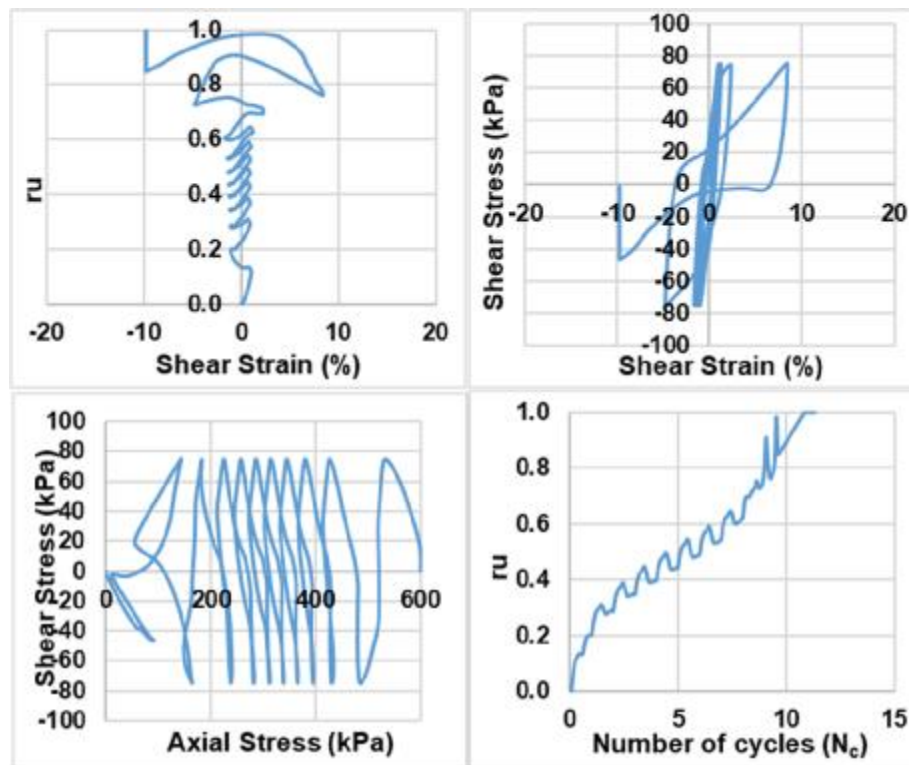 1.0
0.8
0.6
0.4
0.2
0.0
ru
-20 -10 0 10 20
Shear Strain (%)
100
80
60
40
20
0
-20
-40
-60
-80
-100
Shear Stress (kPa)
-20 -10 0 10 20
Shear Strain (%)
100
80
60
40
20
0
-20
-40
-60
-80
-100
Shear Stress (kPa)
0 200 400 600
Axial Stress (kPa)
1.0
0.8
0.6
0.4
0.2
0.0
ru
0 5 10 15
Number of cycles (Nc)